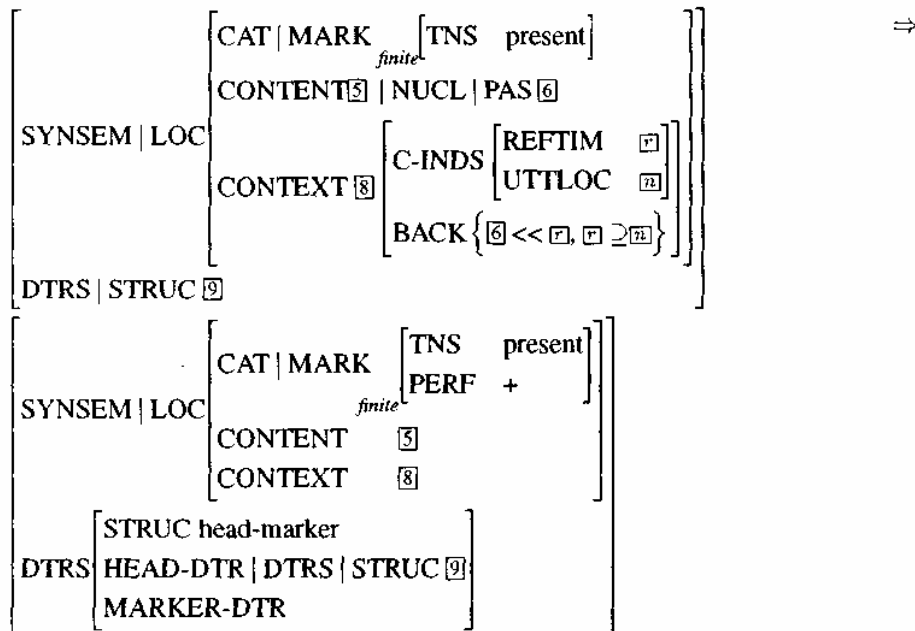 CAT | MARK finite[TNS present] ⇒
CONTENT [5] | NUCL | PAS [6]
SYNSEM | LOC
C-INDS [REFTIM [r]
UTTLOC [n]]
CONTEXT [8]
BACK {[6] << [r], [r] ⊇ [n]}
DTRS | STRUC [9]
TNS present
CAT | MARK
PERF +
finite
SYNSEM | LOC
CONTENT [5]
CONTEXT [8]
STRUC head-marker
DTRS HEAD-DTR | DTRS | STRUC [9]
MARKER-DTR